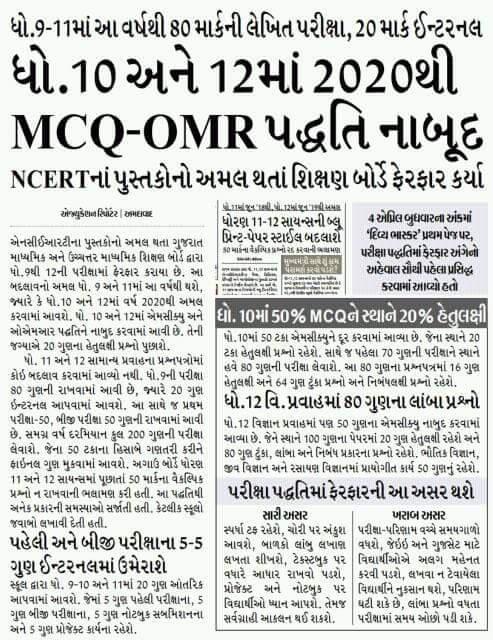 ધો.9-11માં આ વર્ષથી 80 માર્કની લેખિત પરીક્ષા, 20 માર્ક ઈન્ટરનલ
ધો.10 અને 12માં 2020થી
MCQ-OMR પદ્ધતિ નાબૂદ
NCERTનાં પુસ્તકોનો અમલ થતાં શિક્ષણ બોર્ડે ફેરફાર કર્યા
એજ્યુકેશન રિપોર્ટર | અમદાવાદ
એનસીઈઆરટીના પુસ્તકોના અમલ થતા ગુજરાત
માધ્યમિક અને ઉચ્ચત્તર માધ્યમિક શિક્ષણ બોર્ડ દ્વારા
ધો.9થી 12ની પરીક્ષામાં ફેરફાર કરાયા છે. આ
બદલાવનો અમલ ધો. 9 અને 11માં આ વર્ષથી થશે,
જ્યારે કે ધો.10 અને 12માં વર્ષ 2020થી અમલ
કરવામાં આવશે. ધો. 10 અને 12માં એમસીક્યુ અને
ઓએમઆર પદ્ધતિને નાબુદ કરવામાં આવી છે. તેની
જગ્યાએ 20 ગુણના હેતુલક્ષી પ્રશ્નો પુછાશે.
ધો. 11 અને 12 સામાન્ય પ્રવાહના પ્રશ્નપત્રોમાં
કોઈ બદલાવ કરવામાં આવ્યો નથી. ધો.9ની પરીક્ષા
80 ગુણની રાખવામાં આવી છે, જ્યારે 20 ગુણ
ઈન્ટરનલ આપવામાં આવશે. આ સાથે જ પ્રથમ
પરીક્ષા-50, બીજી પરીક્ષા 50 ગુણની રાખવામાં આવી
છે. સમગ્ર વર્ષ દરમિયાન કુલ 200 ગુણની પરીક્ષા
લેવાશે. જેના 50 ટકાના હિસાબે ગણતરી કરીને
ફાઇનલ ગુણ મુકવામાં આવશે. અગાઉ બોર્ડે ધોરણ
11 અને 12 સાયન્સમાં પૂછાતાં 50 માર્કના વૈકલ્પિક
પ્રશ્નો ન રાખવાની ભલામણ કરી હતી. આ પદ્ધતિથી
અનેક પ્રકારની સમસ્યાઓ સર્જાતી હતી. કેટલીક સ્કૂલો
જવાબો લખાવી દેતી હતી.
પહેલી અને બીજી પરીક્ષાના 5-5
ગુણ ઈન્ટરનલમાં ઉમેરાશે
સ્કૂલ દ્વારા ધો. 9-10 અને 11માં 20 ગુણ આંતરિક
આપવામાં આવશે. જેમાં 5 ગુણ પહેલી પરીક્ષાના, 5
ગુણ બીજી પરીક્ષાના, 5 ગુણ નોટબુક સબમિશનના
અને 5 ગુણ પ્રોજેક્ટ કાર્યના રહેશે.
ધો. 11માં જૂન '18થી, ધો. 12માં જૂન '19થી અમલ
ધોરણ 11-12 સાયન્સની બ્લૂ
પ્રિન્ટ-પેપર સ્ટાઈલ બદલાશે
50 માર્કના વૈકલ્પિક પ્રશ્નો રદ કરવાની ભલામણ
4 એપ્રિલ બુધવારના અંકમાં
'દિવ્ય ભાસ્કરે' પ્રથમ પેજ પર,
પરીક્ષા પદ્ધતિમાં ફેરફાર અંગેનો
અહેવાલ સૌથી પહેલા પ્રસિદ્ધ
કરવામાં આવ્યો હતો
ધો. 10માં 50% MCQને સ્થાને 20% હેતુલક્ષી
ધો.10માં 50 ટકા એમસીક્યુને દૂર કરવામાં આવ્યા છે. જેના સ્થાને 20
ટકા હેતુલક્ષી પ્રશ્નો રહેશે. સાથે જ પહેલા 70 ગુણની પરીક્ષાને સ્થાને
હવે 80 ગુણની પરીક્ષા લેવાશે. આ 80 ગુણના પ્રશ્નપત્રમાં 16 ગુણ
હેતુલક્ષી અને 64 ગુણ ટૂંકા પ્રશ્નો અને નિબંધલક્ષી પ્રશ્નો રહેશે.
ધો.12 વિ.પ્રવાહમાં 80 ગુણના લાંબા પ્રશ્નો
ધો.12 વિજ્ઞાન પ્રવાહમાં પણ 50 ગુણના એમસીક્યુ નાબુદ કરવામાં
આવ્યા છે. જેને સ્થાને 100 ગુણના પેપરમાં 20 ગુણ હેતુલક્ષી રહેશે અને
80 ગુણ ટૂંકા, લાંબા અને નિબંધ પ્રકારના પ્રશ્નો રહેશે. ભૌતિક વિજ્ઞાન,
જીવ વિજ્ઞાન અને રસાયણ વિજ્ઞાનમાં પ્રાયોગીત કાર્ય 50 ગુણનું રહેશે.
પરીક્ષા પદ્ધતિમાં ફેરફારની આ અસર થશે
સારી અસર
સ્પર્ધા ટફ રહેશે, ચોરી પર અંકુશ
આવશે, બાળકો લાંબુ લખાણ
લખતા શીખશે, ટેક્સ્ટબુક પર
વધારે આધાર રાખવો પડશે,
પ્રોજેક્ટ અને નોટબુક પર
વિદ્યાર્થીઓ ધ્યાન આપશે. તેમજ
સર્વગ્રાહી આકલન થઈ શકશે.
ખરાબ અસર
પરીક્ષા-પરિણામ વચ્ચે સમયગાળો
વધશે, જેઇઇ અને ગુજસેટ માટે
વિદ્યાર્થીઓએ અલગ મહેનત
કરવી પડશે, લખવા ન ટેવાયેલા
વિદ્યાર્થીને નુકસાન થશે, પરિણામ
ઘટી શકે છે, લાંબા પ્રશ્નો વધતા
પરીક્ષામાં સમય ઓછો પડી શકે.